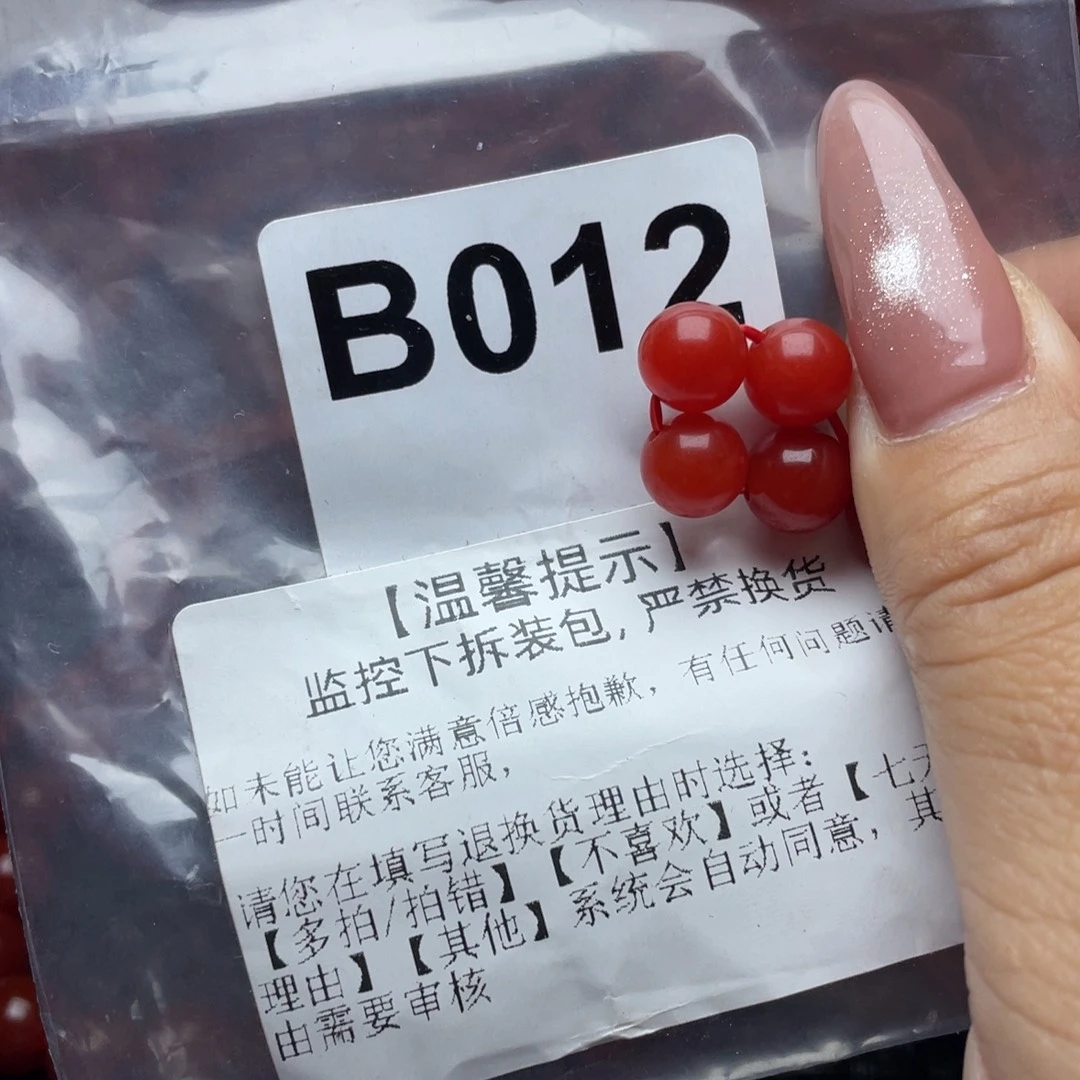 B012
【温馨提示】
监控下拆装包,严禁换货
如未能让您满意倍感抱歉，有任何问题请
一时间联系客服，
请您在填写退换货理由时选择：
【多拍/拍错】【不喜欢】或者【七天
理由】【其他】系统会自动同意，其
由需要审核